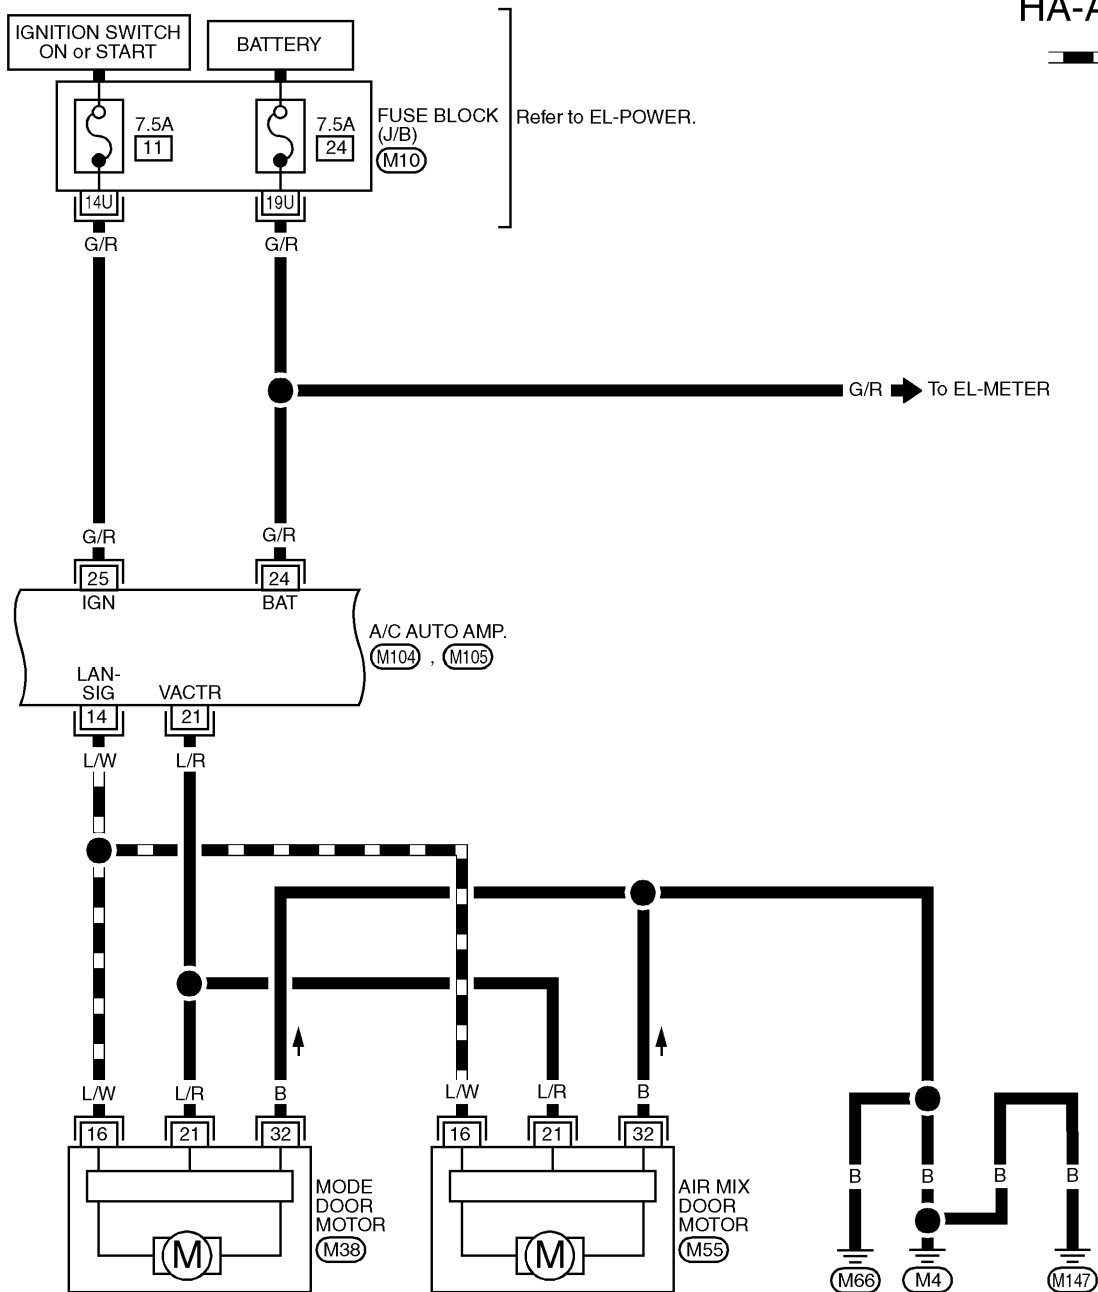 HA-A
IGNITION SWITCH
ON or START
BATTERY
7.5A
11
7.5A
24
FUSE BLOCK
(J/B)
M10
Refer to EL-POWER.
14U
19U
G/R
G/R
G/R
To EL-METER
G/R
G/R
25
24
IGN
BAT
A/C AUTO AMP.
M104 , M105
LAN-
SIG
VACTR
14
21
L/W
L/R
L/W
L/R
B
L/W
L/R
B
16
21
32
16
21
32
MODE
DOOR
MOTOR
M38
M
AIR MIX
DOOR
MOTOR
M55
M
B
B
B
B
M66
M4
M147